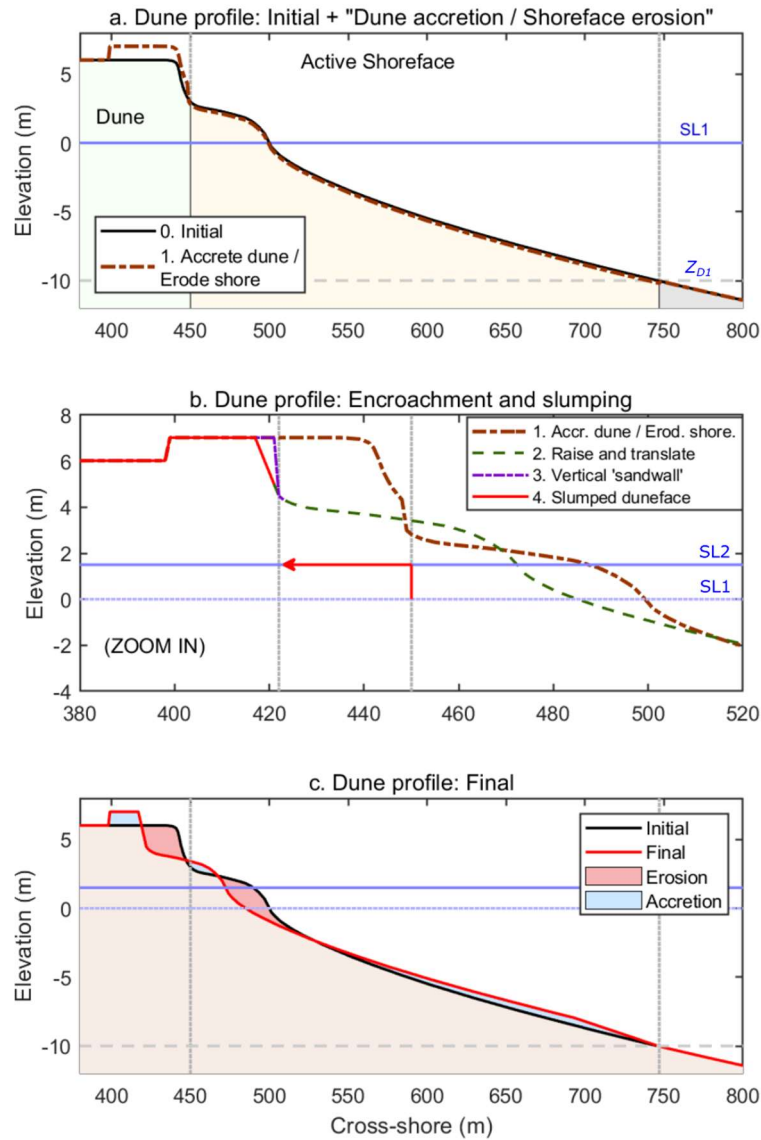 a. Dune profile: Initial + "Dune accretion / Shoreface erosion"
Active Shoreface
Dune
SL1
Z_D1
0. Initial
1. Accrete dune /
Erode shore
Elevation (m)
5
0
-5
-10
400 450 500 550 600 650 700 750 800
b. Dune profile: Encroachment and slumping
1. Accr. dune / Erod. shore.
2. Raise and translate
3. Vertical 'sandwall'
4. Slumped duneface
SL2
SL1
(ZOOM IN)
Elevation (m)
8
6
4
2
0
-2
-4
380 400 420 440 460 480 500 520
c. Dune profile: Final
Initial
Final
Erosion
Accretion
Elevation (m)
5
0
-5
-10
400 450 500 550 600 650 700 750 800
Cross-shore (m)